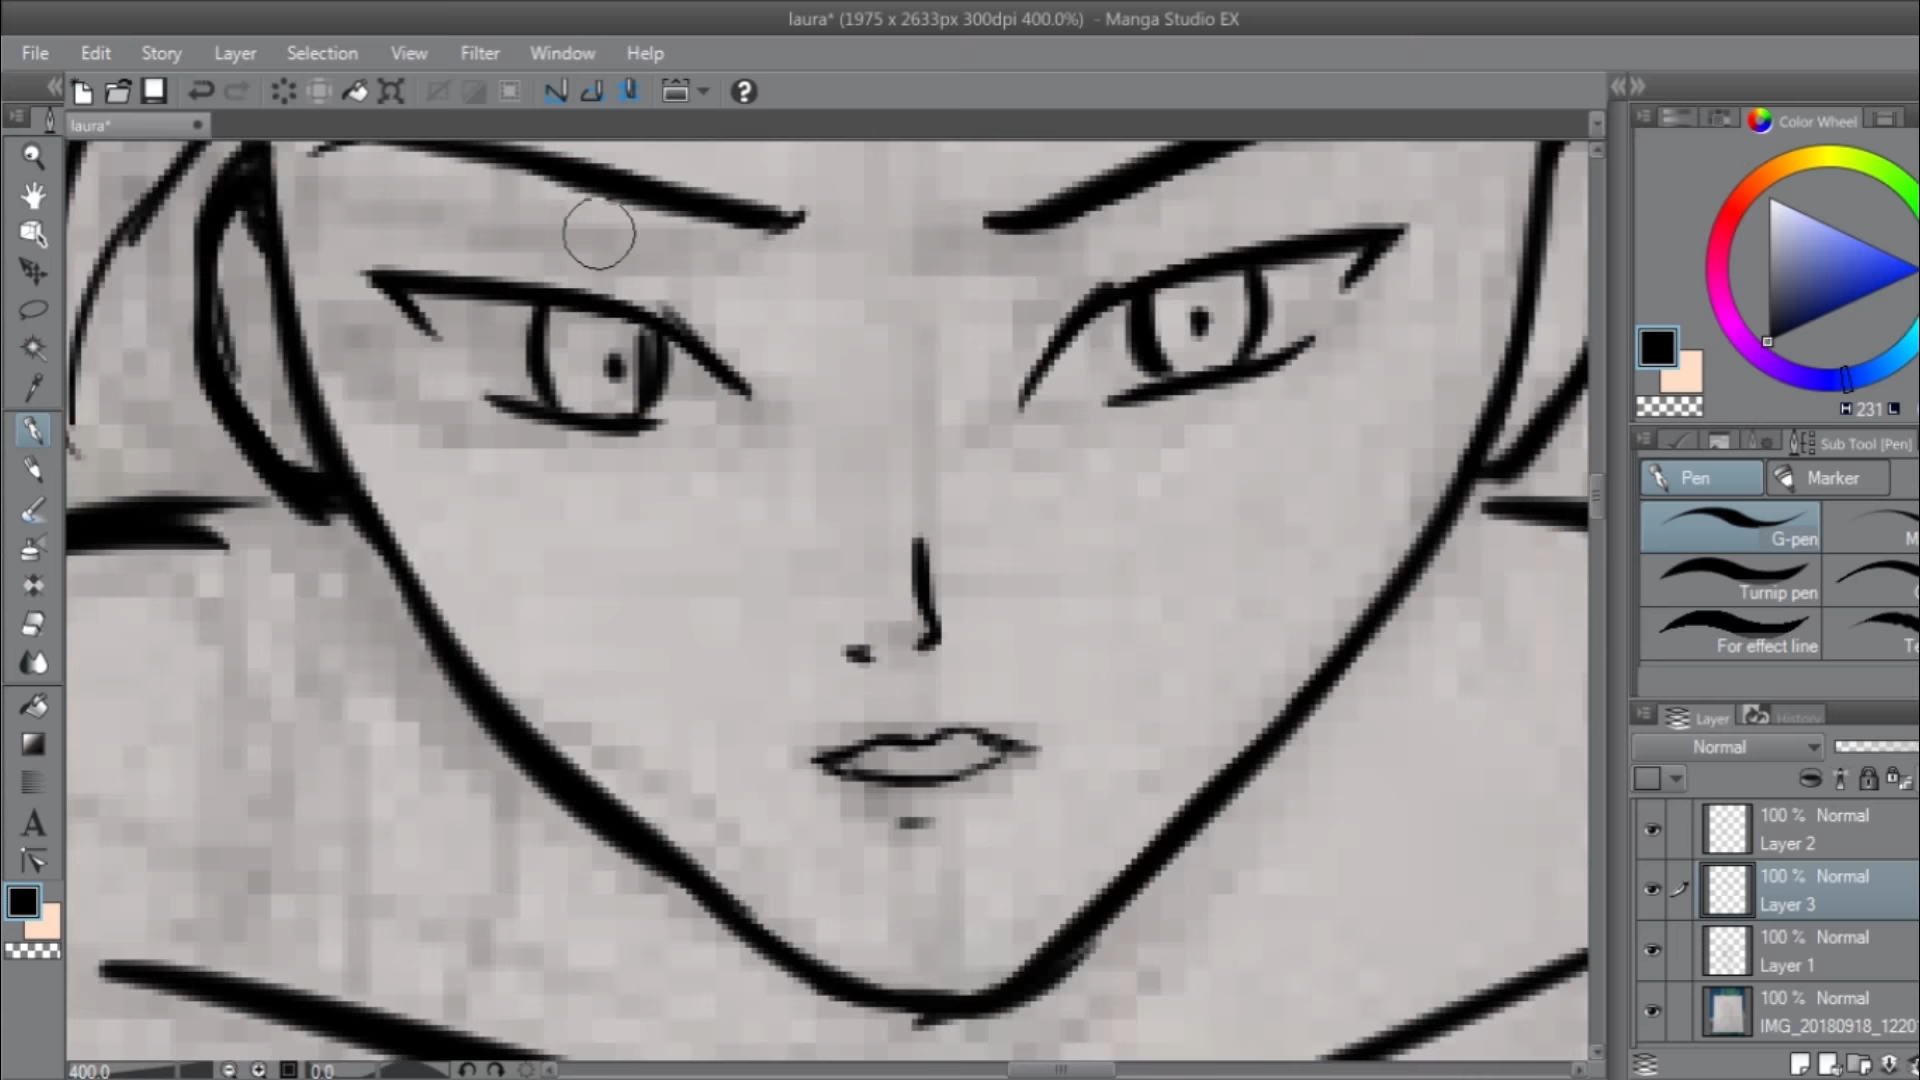 laura* (1975 x 2633px 300dpi 400.0%) - Manga Studio EX
File Edit Story Layer Selection View Filter Window Help
laura*
Color Wheel
H 231 L
Sub Tool [Pen]
Pen Marker
G-pen M
Turnip pen
For effect line Te
Layer History
Normal
100 % Normal
Layer 2
100 % Normal
Layer 3
100 % Normal
Layer 1
100 % Normal
IMG_20180918_1220
A
400.0 0.0